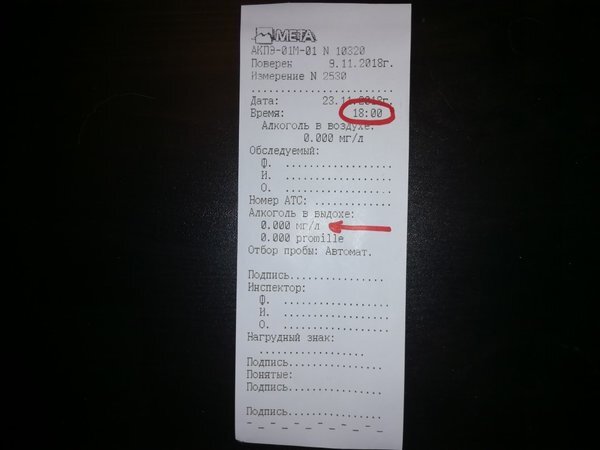 МЕТА
АКПЭ-01М-01 N 10320
Поверен 9.11.2018г.
Измерение N 2530
..............................
Дата: 23.11.2018г.
Время: 18:00
Алкоголь в воздухе:
0.000 мг/л
Обследуемый:
Ф. ..................
И. ..................
О. ..................
Номер АТС: ............
Алкоголь в выдохе:
0.000 мг/л
0.000 promille
Отбор пробы: Автомат.
Подпись................
Инспектор:
Ф. ..................
И. ..................
О. ..................
Нагрудный знак:
..................
Подпись................
Понятые:
Подпись................
Подпись................